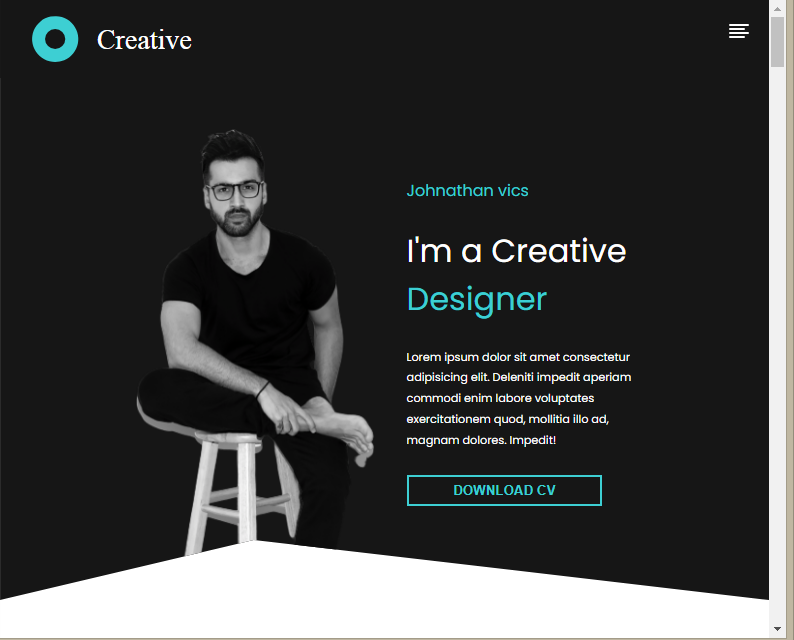 Creative
Johnathan vics
I'm a Creative
Designer
Lorem ipsum dolor sit amet consectetur
adipisicing elit. Deleniti impedit aperiam
commodi enim labore voluptates
exercitationem quod, mollitia illo ad,
magnam dolores. Impedit!
DOWNLOAD CV